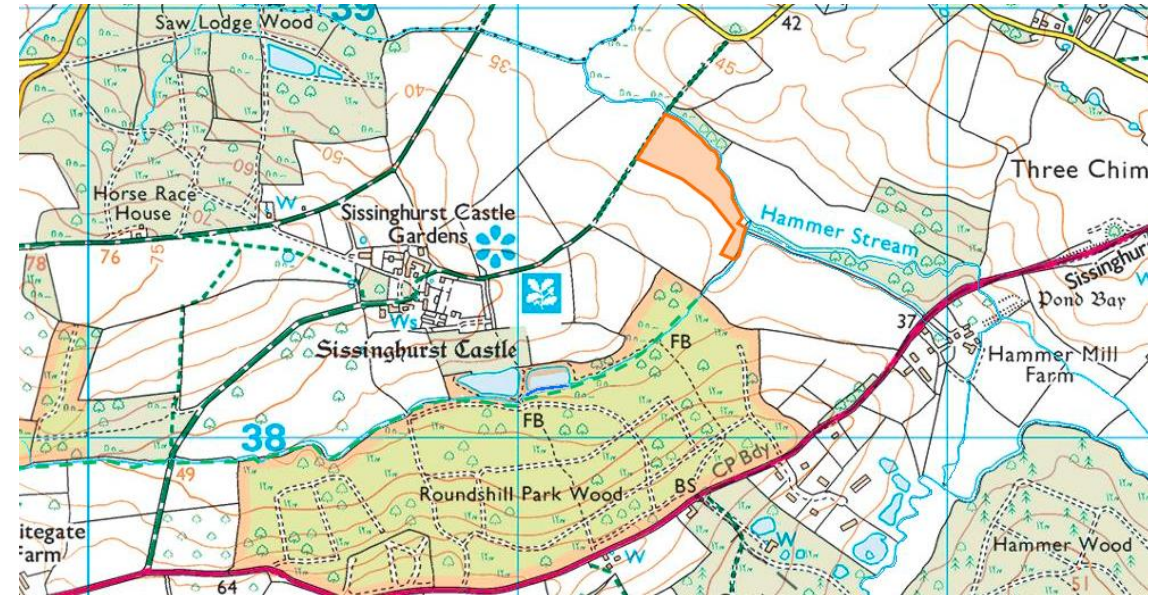 39
Saw Lodge Wood
42
45
35
40
50
60
70
Three Chim
Horse Race
House
W
Sissinghurst Castle
Gardens
Hammer Stream
78
76
75
Sissinghur
W
Pond Bay
37
Ws
Sissinghurst Castle
FB
Hammer Mill
Farm
FB
38
49
CP Bdy
BS
Roundshill Park Wood
itegate
Farm
W
W
Hammer Wood
64
51